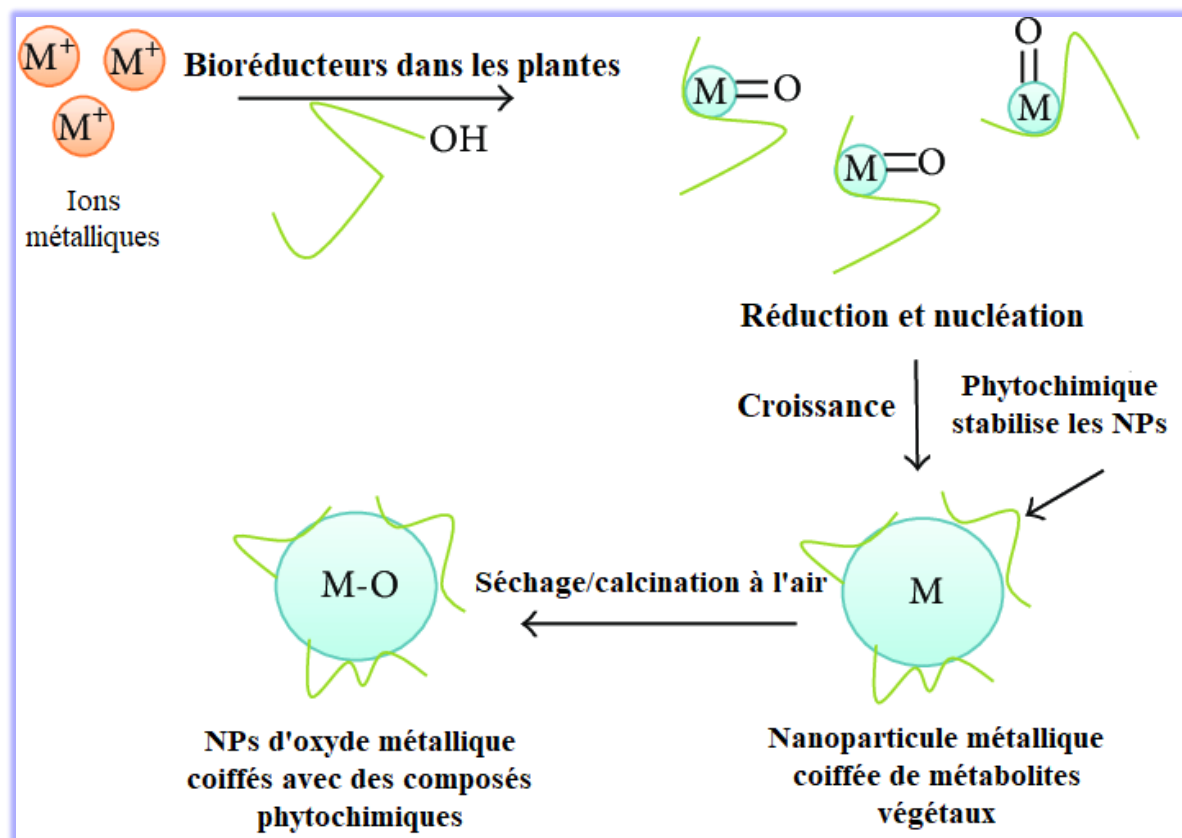 M+
M+
M+
Ions
métalliques
Bioréducteurs dans les plantes
OH
M=O
M=O
O
M
Réduction et nucléation
Croissance
Phytochimique
stabilise les NPs
M
Nanoparticule métallique
coiffée de métabolites
végétaux
Séchage/calcination à l'air
M-O
NPs d'oxyde métallique
coiffés avec des composés
phytochimiques